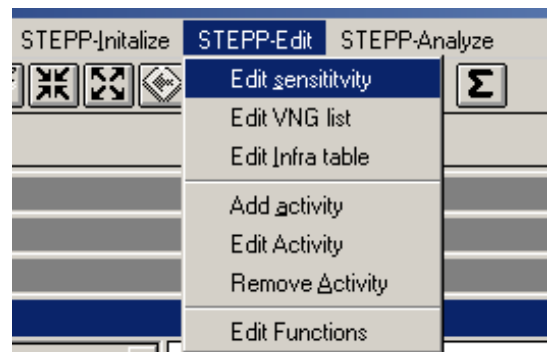 STEPP-Initalize STEPP-Edit STEPP-Analyze
Edit sensititvity
Σ
Edit VNG list
Edit Infra table
Add activity
Edit Activity
Remove Activity
Edit Functions